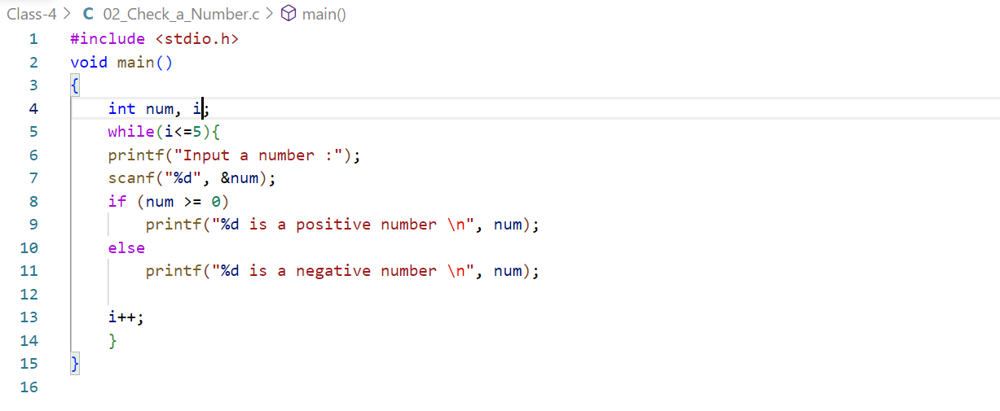 Class-4 > C 02_Check_a_Number.c > main()
1 #include <stdio.h>
2 void main()
3 {
4 int num, i;
5 while(i<=5){
6 printf("Input a number :");
7 scanf("%d", &num);
8 if (num >= 0)
9 printf("%d is a positive number \n", num);
10 else
11 printf("%d is a negative number \n", num);
12
13 i++;
14 }
15 }
16